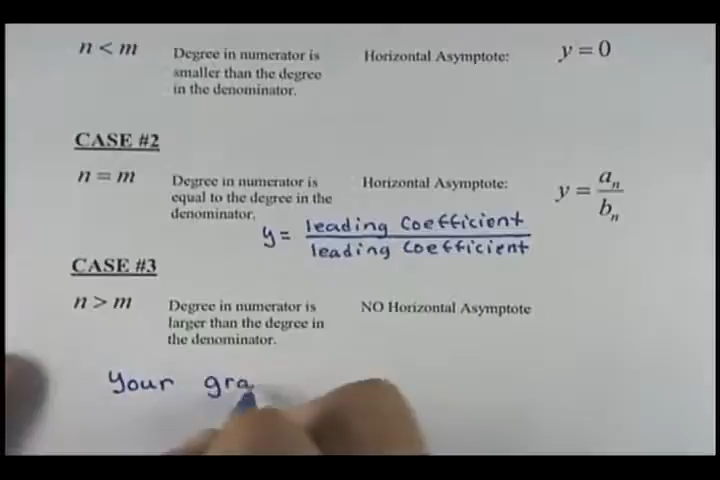 n < m Degree in numerator is Horizontal Asymptote: y = 0
smaller than the degree
in the denominator.
CASE #2
n = m Degree in numerator is Horizontal Asymptote: y = aₙ/bₙ
equal to the degree in the
denominator.
y = leading coefficient
leading coefficient
CASE #3
n > m Degree in numerator is NO Horizontal Asymptote
larger than the degree in
the denominator.
Your gra